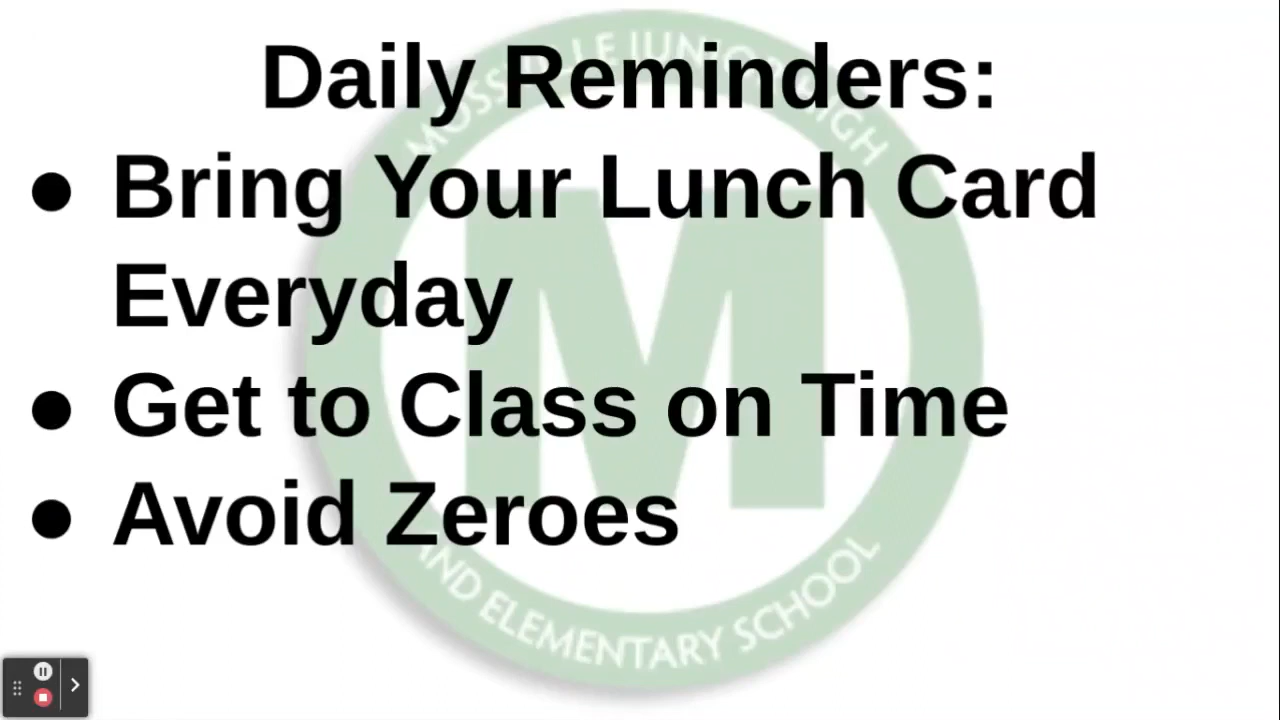 Daily Reminders:
● Bring Your Lunch Card
Everyday
● Get to Class on Time
● Avoid Zeroes
M
AND ELEMENTARY SCHOOL